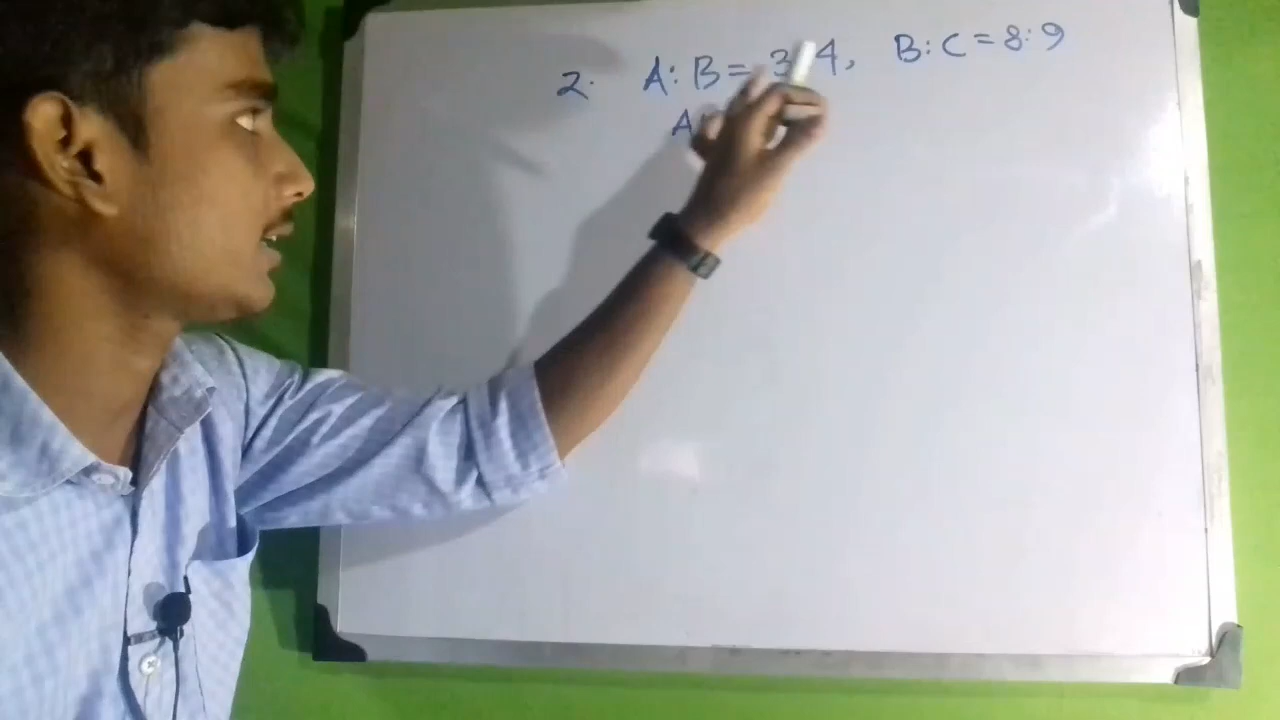 2. A:B = 3:4, B:C = 8:9
A: